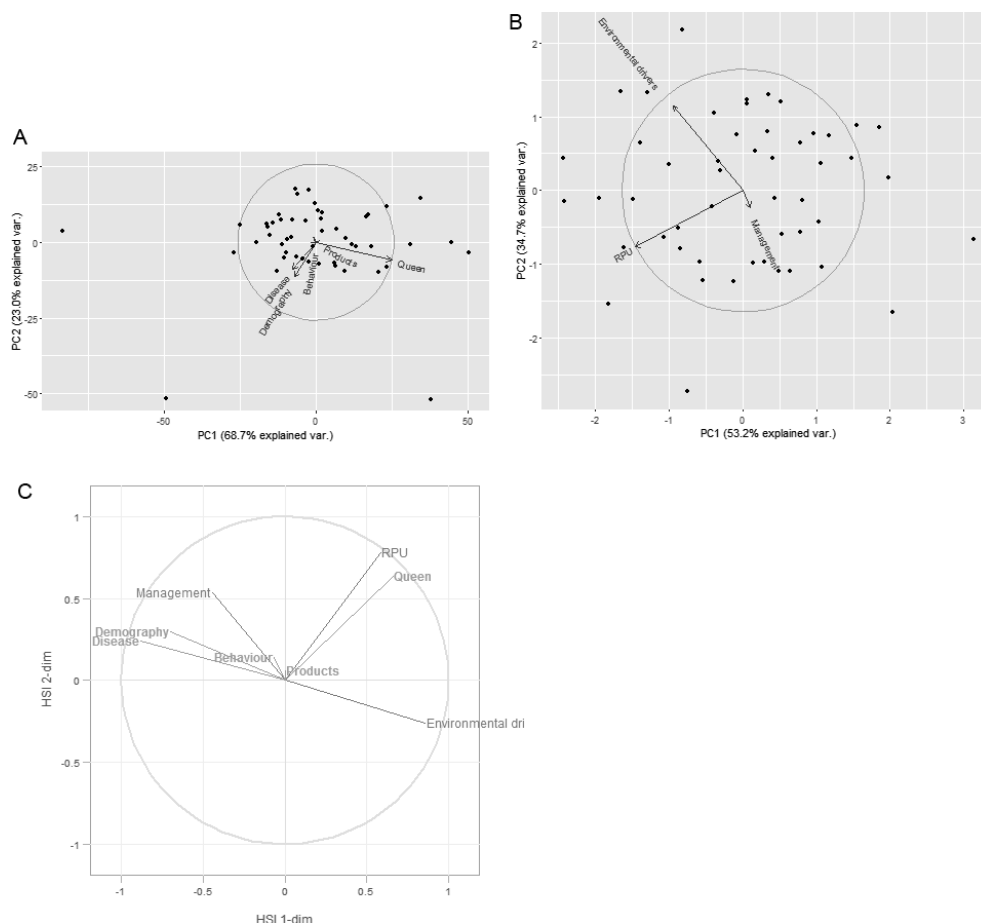 A
PC2 (23.00% explained var.)
25
0
-25
-50
Products
Queen
Disease
Demography
Behaviour
-50
0
50
PC1 (68.7% explained var.)
B
PC2 (34.7% explained var.)
2
1
0
-1
-2
Environmental drivers
Management
RPU
-2
-1
0
1
2
3
PC1 (53.2% explained var.)
C
HSI 2-dim
1
0.5
0
-0.5
-1
RPU
Queen
Management
Demography
Disease
Behaviour
Products
Environmental dri
-1
-0.5
0
0.5
1
HSI 1-dim